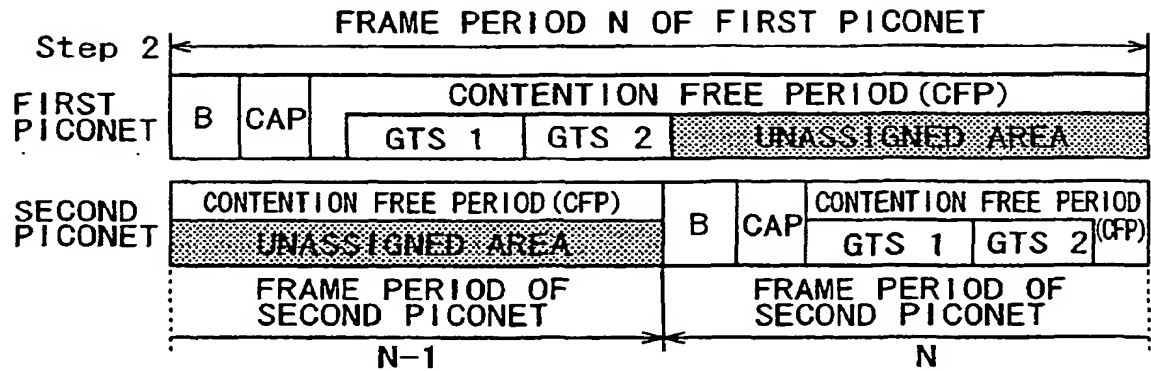 FRAME PERIOD N OF FIRST PICONET
Step 2
FIRST
PICONET
B
CAP
CONTENTION FREE PERIOD(CFP)
GTS 1
GTS 2
UNASSIGNED AREA
SECOND
PICONET
CONTENTION FREE PERIOD(CFP)
UNASSIGNED AREA
B
CAP
CONTENTION FREE PERIOD
(CFP)
GTS 1
GTS 2
FRAME PERIOD OF
SECOND PICONET
FRAME PERIOD OF
SECOND PICONET
N-1
N